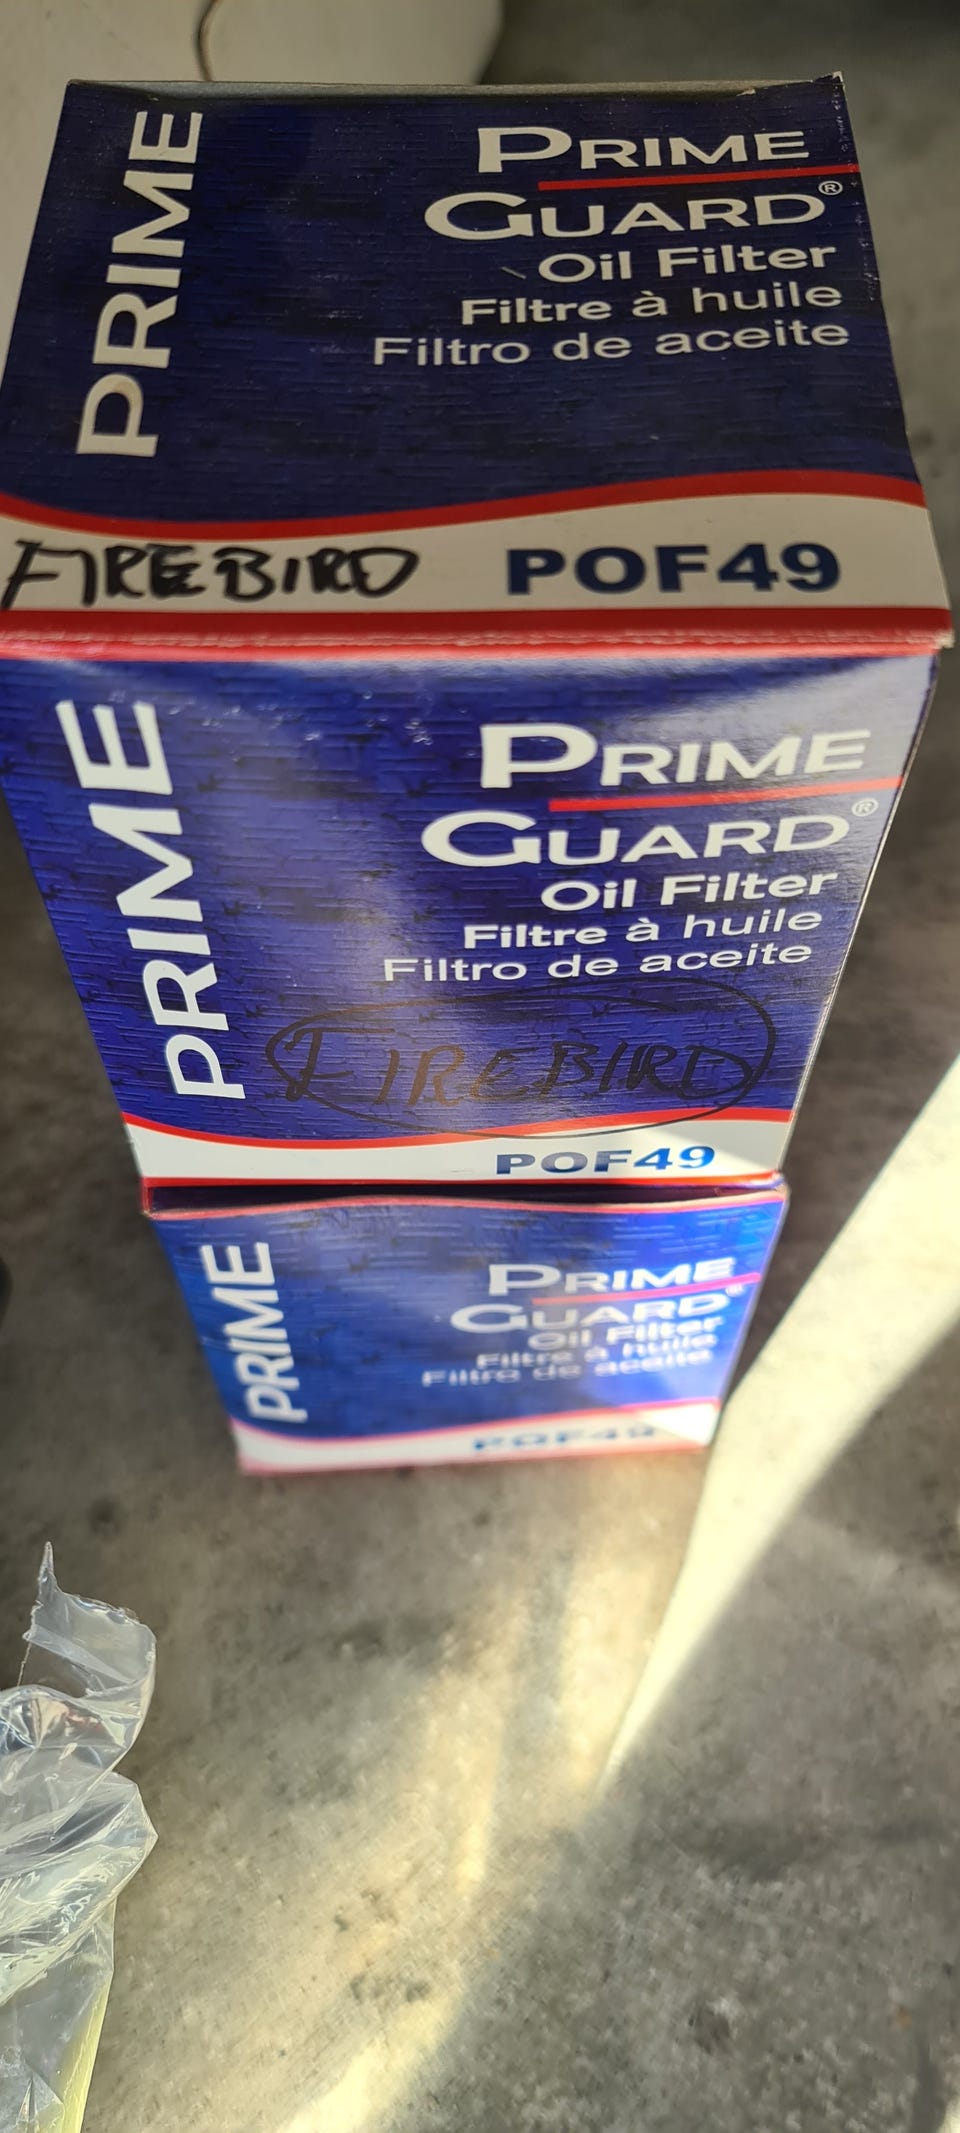 PRIME
PRIME
GUARD®
Oil Filter
Filtre à huile
Filtro de aceite
FIREBIRD POF49
PRIME
PRIME
GUARD®
Oil Filter
Filtre à huile
Filtro de aceite
FIREBIRD
POF49
PRIME
PRIME
GUARD®
Oil Filter
Filtre à huile
Filtro de aceite
POF49